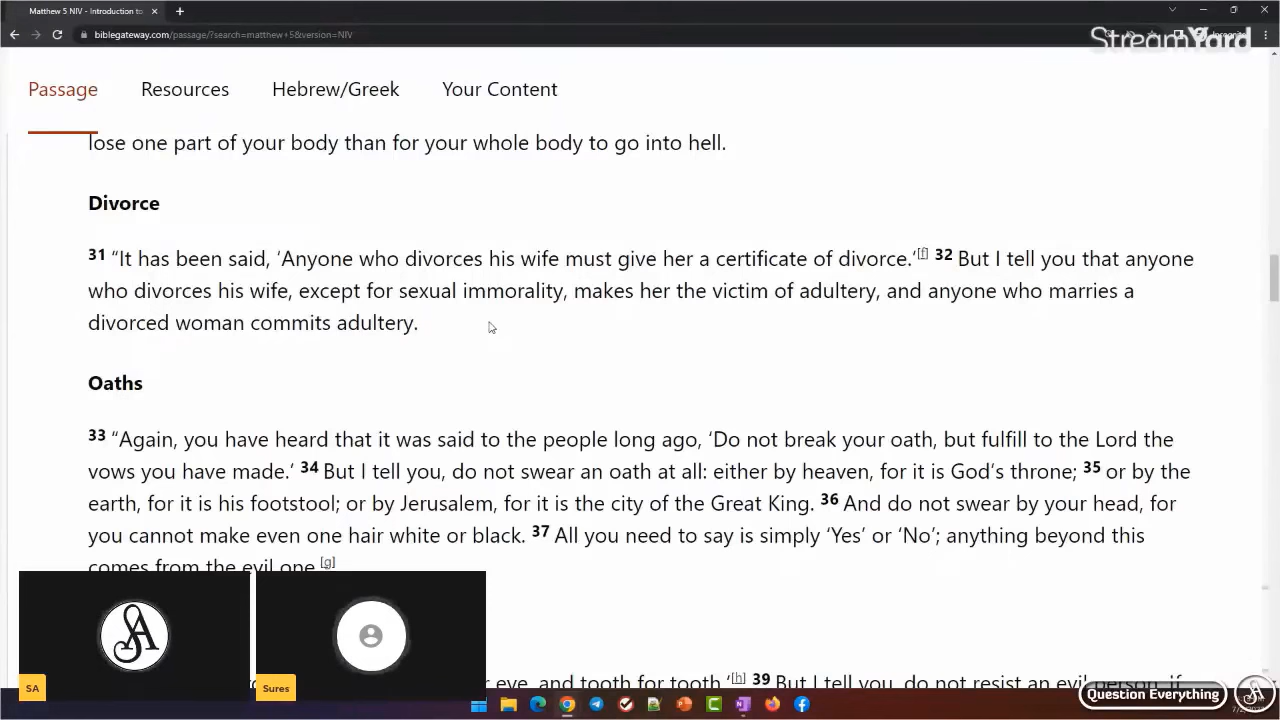 Matthew 5 NIV - Introduction to
biblegateway.com/passage/?search=matthew+5&version=NIV
StreamYard
Passage
Resources
Hebrew/Greek
Your Content
lose one part of your body than for your whole body to go into hell.
Divorce
31 “It has been said, ‘Anyone who divorces his wife must give her a certificate of divorce.’[f] 32 But I tell you that anyone
who divorces his wife, except for sexual immorality, makes her the victim of adultery, and anyone who marries a
divorced woman commits adultery.
Oaths
33 “Again, you have heard that it was said to the people long ago, ‘Do not break your oath, but fulfill to the Lord the
vows you have made.’ 34 But I tell you, do not swear an oath at all: either by heaven, for it is God’s throne; 35 or by the
earth, for it is his footstool; or by Jerusalem, for it is the city of the Great King. 36 And do not swear by your head, for
you cannot make even one hair white or black. 37 All you need to say is simply ‘Yes’ or ‘No’; anything beyond this
comes from the evil one.[g]
eye, and tooth for tooth.’[h] 39 But I tell you, do not resist an evil person. If
SA
Sures
Question Everything